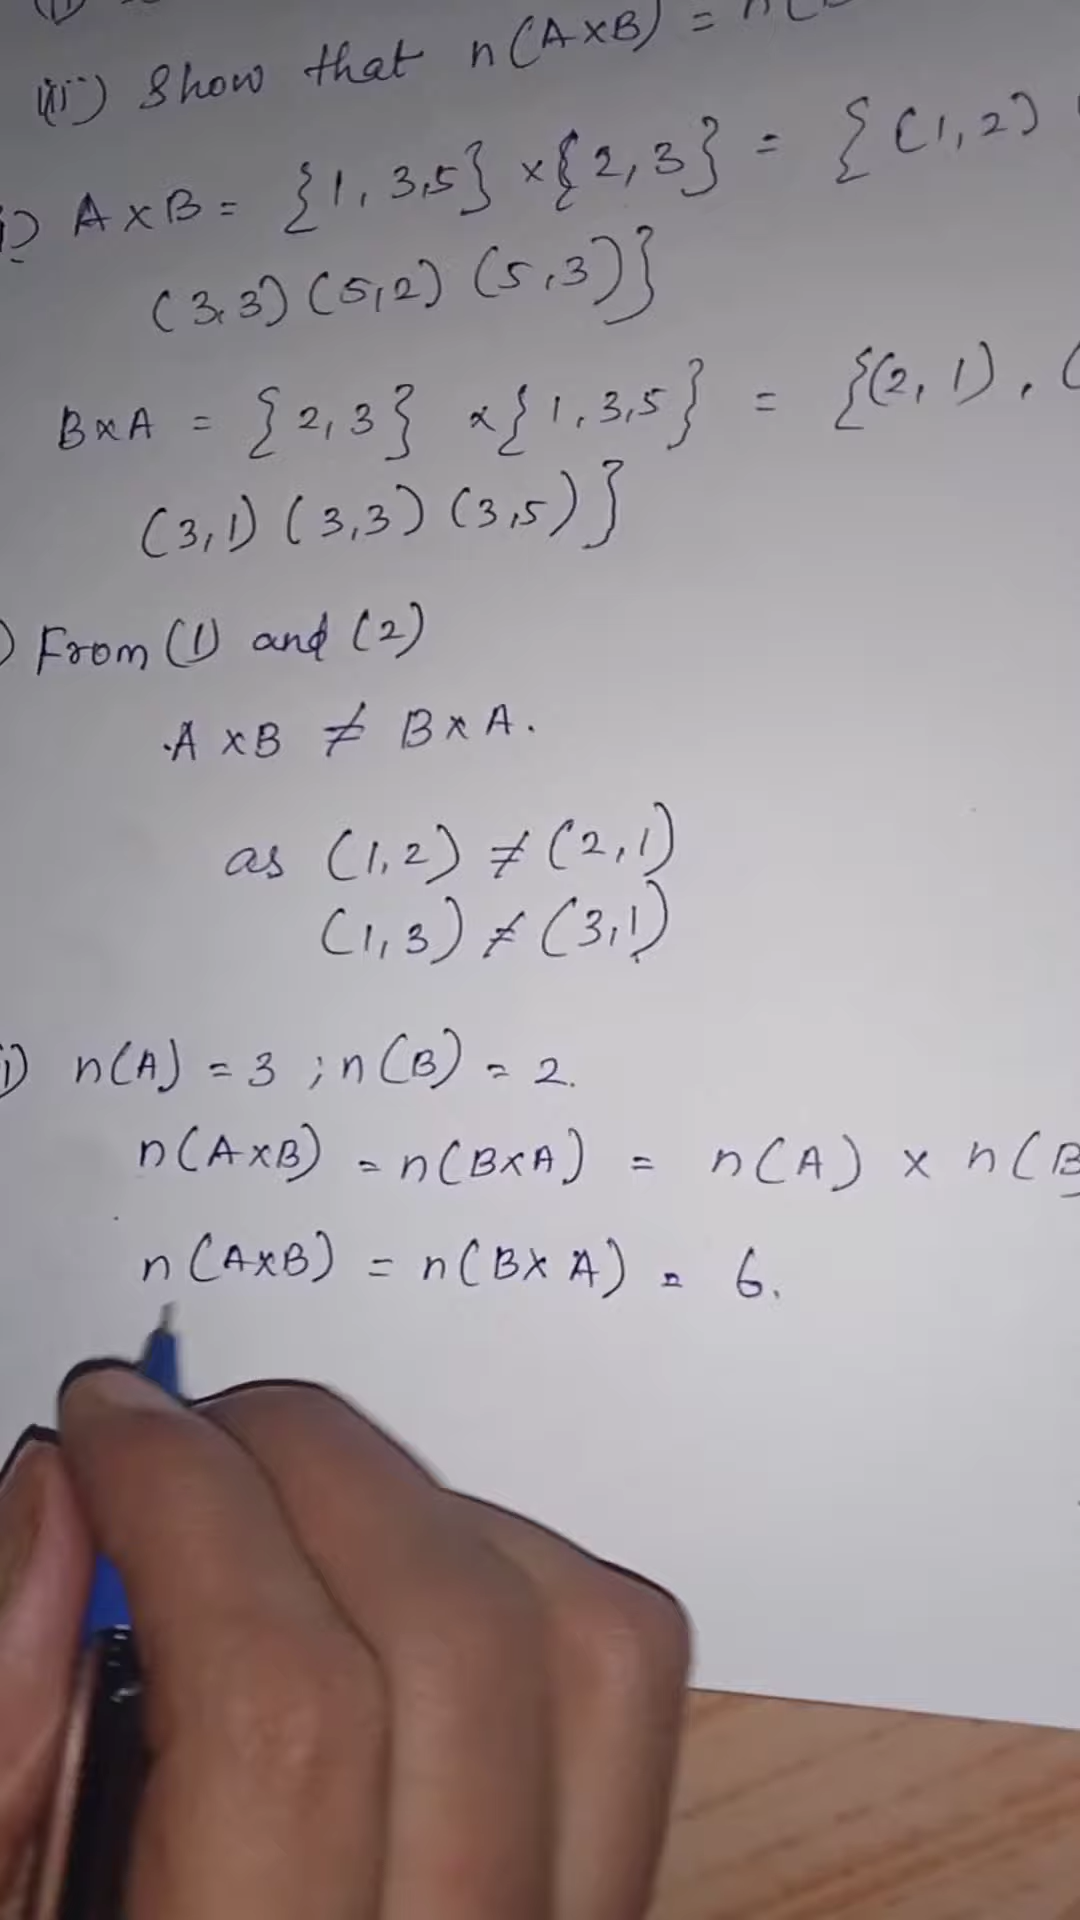 (iii) Show that n(A×B) = n(
i) A×B = {1, 3,5} ×{2,3} = {(1,2)
(3,3) (5,2) (5,3)}
B×A = {2,3} ×{1,3,5} = {(2,1), (
(3,1) (3,3) (3,5)}
) From (1) and (2)
A×B ≠ B×A.
as (1,2) ≠ (2,1)
(1,3) ≠ (3,1)
i) n(A) = 3 ; n(B) = 2.
n(A×B) = n(B×A) = n(A) × n(B
n(A×B) = n(B×A) = 6.